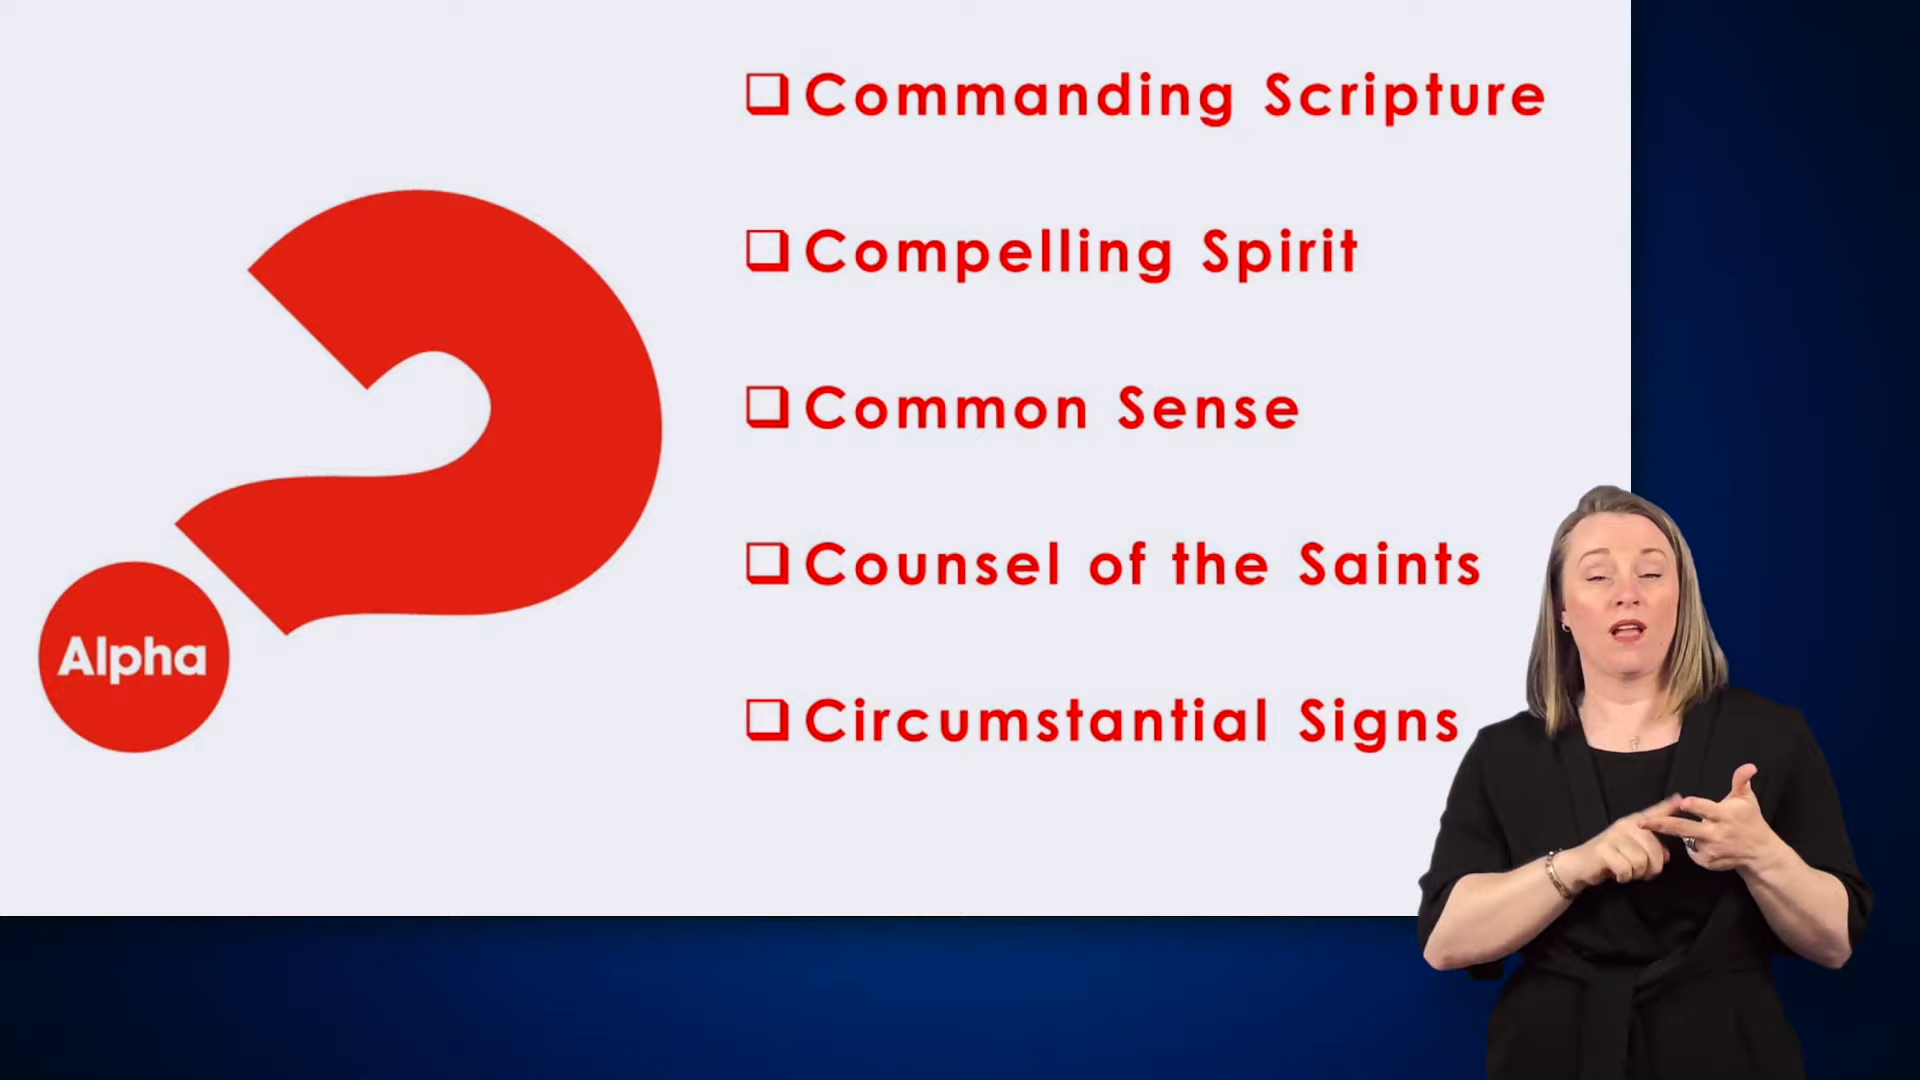 Commanding Scripture
Compelling Spirit
Common Sense
Counsel of the Saints
Circumstantial Signs
Alpha